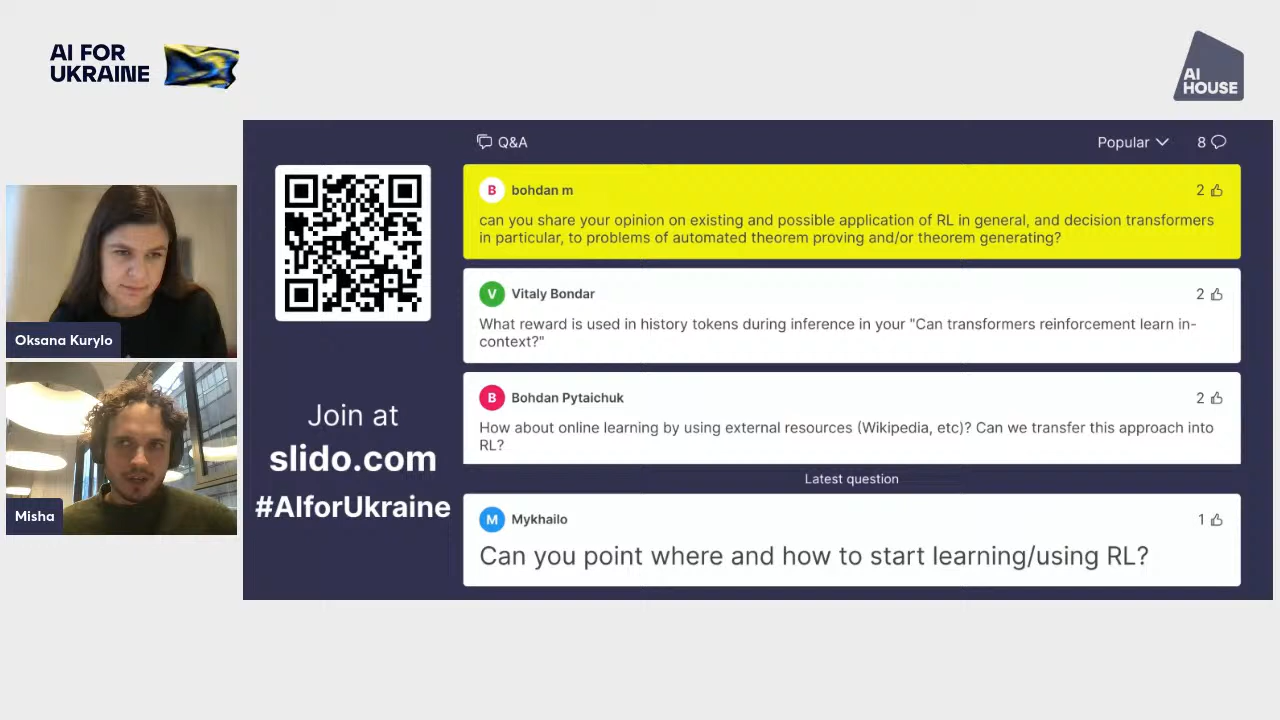 AI FOR
UKRAINE
AI
HOUSE
Q&A
Popular
8
B
bohdan m
2
can you share your opinion on existing and possible application of RL in general, and decision transformers
in particular, to problems of automated theorem proving and/or theorem generating?
V
Vitaly Bondar
2
What reward is used in history tokens during inference in your "Can transformers reinforcement learn in-
context?"
B
Bohdan Pytaichuk
2
How about online learning by using external resources (Wikipedia, etc)? Can we transfer this approach into
RL?
Latest question
M
Mykhailo
1
Can you point where and how to start learning/using RL?
Join at
slido.com
#AIforUkraine
Oksana Kurylo
Misha